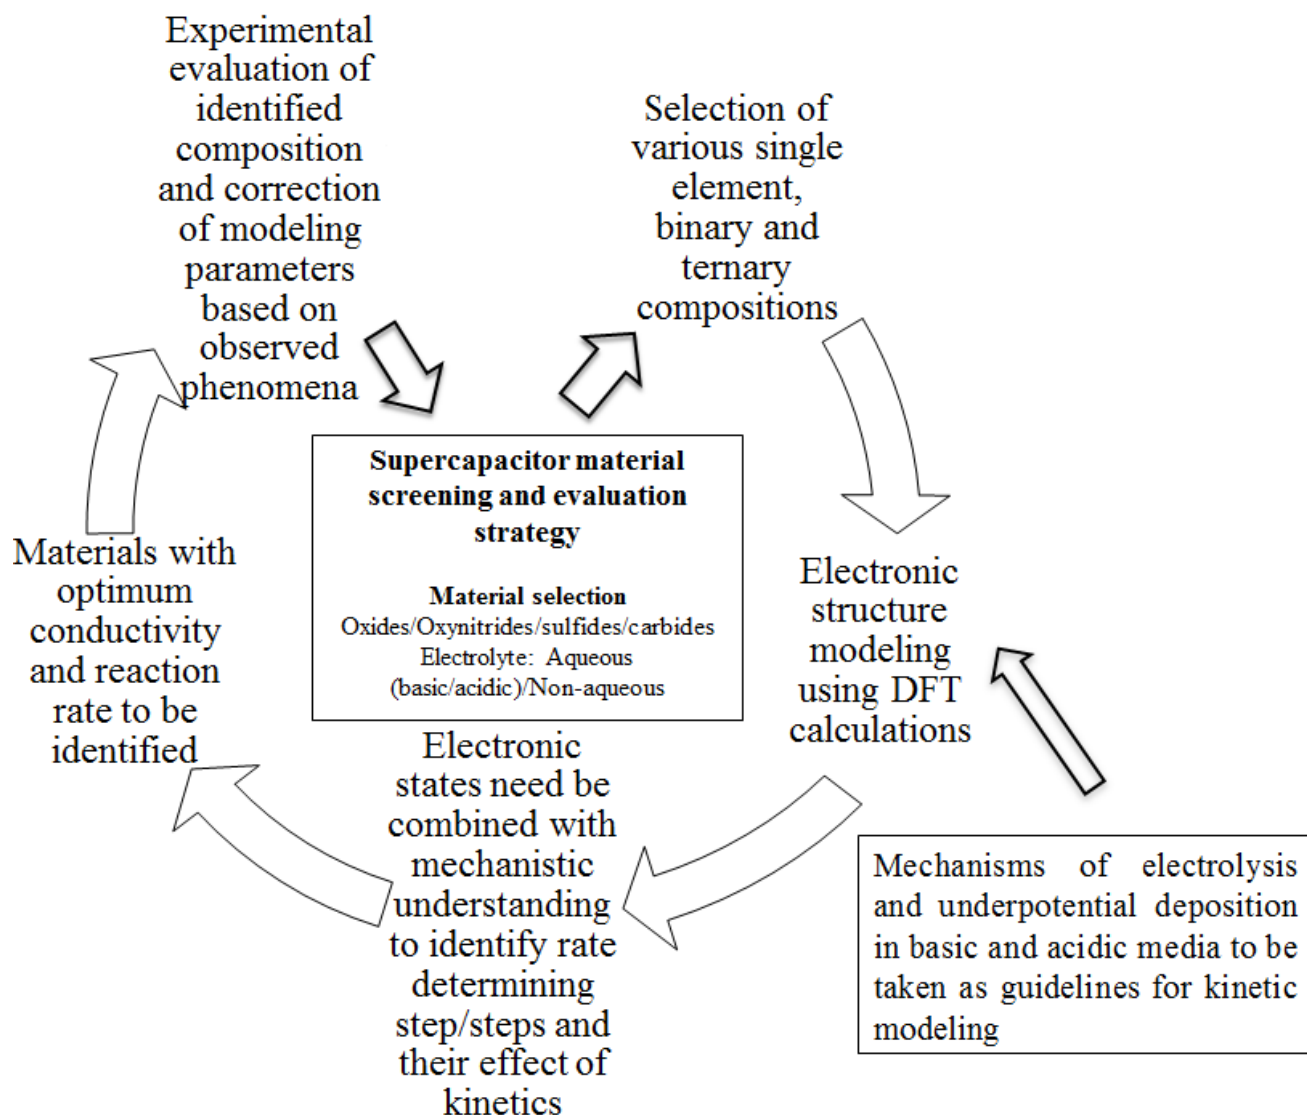 Experimental
evaluation of
identified
composition
and correction
of modeling
parameters
based on
observed
phenomena
Selection of
various single
element,
binary and
ternary
compositions
Supercapacitor material
screening and evaluation
strategy
Material selection
Oxides/Oxynitrides/sulfides/carbides
Electrolyte: Aqueous
(basic/acidic)/Non-aqueous
Materials with
optimum
conductivity
and reaction
rate to be
identified
Electronic
structure
modeling
using DFT
calculations
Electronic
states need be
combined with
mechanistic
understanding
to identify rate
determining
step/steps and
their effect of
kinetics
Mechanisms of electrolysis
and underpotential deposition
in basic and acidic media to be
taken as guidelines for kinetic
modeling